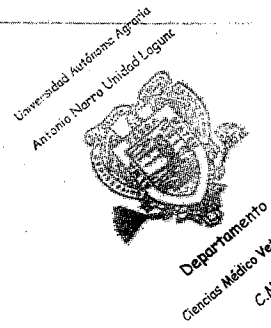 Universidad Autónoma Agraria
Antonio Narro Unidad Laguna
Departamento
Ciencias Médico Vet
C.M